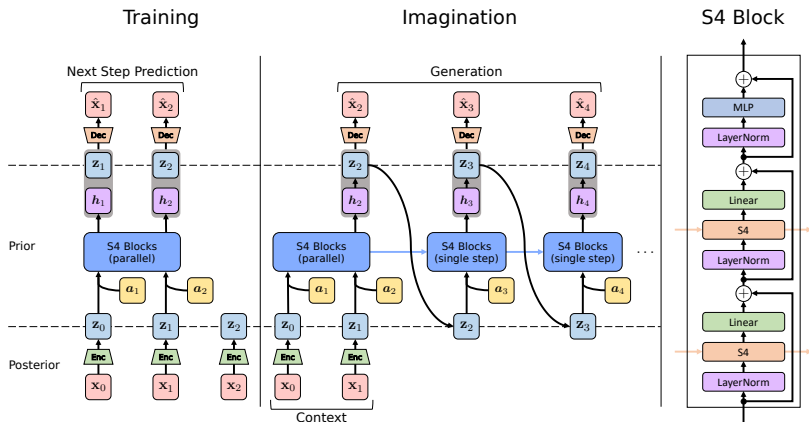 Training
Imagination
S4 Block
Next Step Prediction
Generation
x̂₁ x̂₂ x̂₂ x̂₃ x̂₄
Dec Dec Dec Dec Dec
MLP
LayerNorm
z₁ z₂ z₂ z₃ z₄
h₁ h₂ h₂ h₃ h₄
Linear
S4
LayerNorm
Prior
S4 Blocks
(parallel)
S4 Blocks
(parallel)
S4 Blocks
(single step)
S4 Blocks
(single step)
...
a₁ a₂ a₁ a₂ a₃ a₄
z₀ z₁ z₂ z₀ z₁ z₂ z₃
Linear
S4
LayerNorm
Posterior
Enc Enc Enc Enc Enc
x₀ x₁ x₂ x₀ x₁
Context